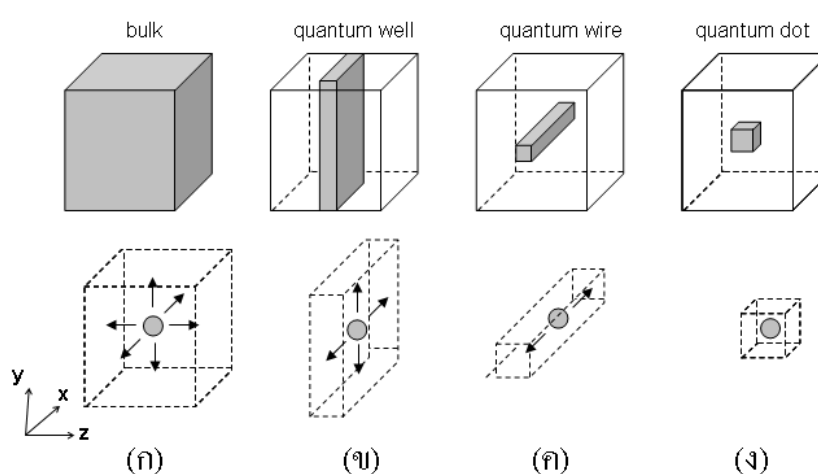 bulk quantum well quantum wire quantum dot
y
x
z
(ก) (ข) (ค) (ง)